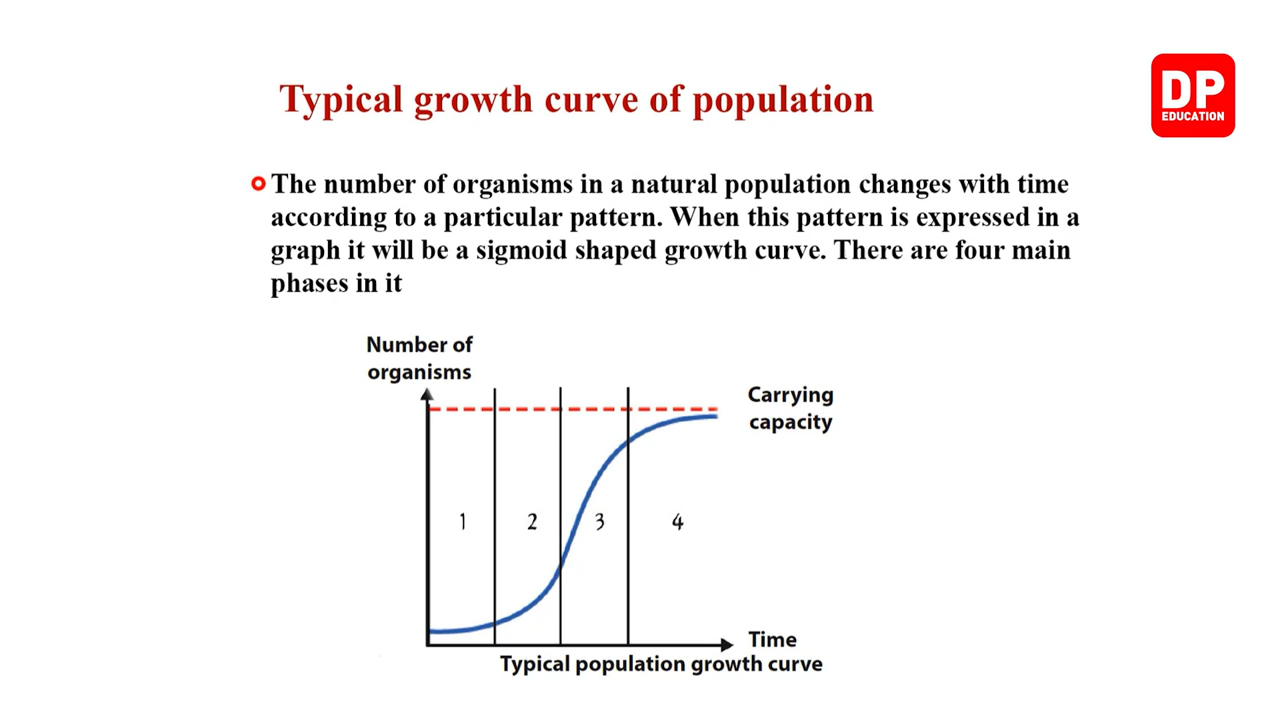 DP
EDUCATION
Typical growth curve of population
The number of organisms in a natural population changes with time
according to a particular pattern. When this pattern is expressed in a
graph it will be a sigmoid shaped growth curve. There are four main
phases in it
Number of
organisms
Carrying
capacity
1 2 3 4
Time
Typical population growth curve